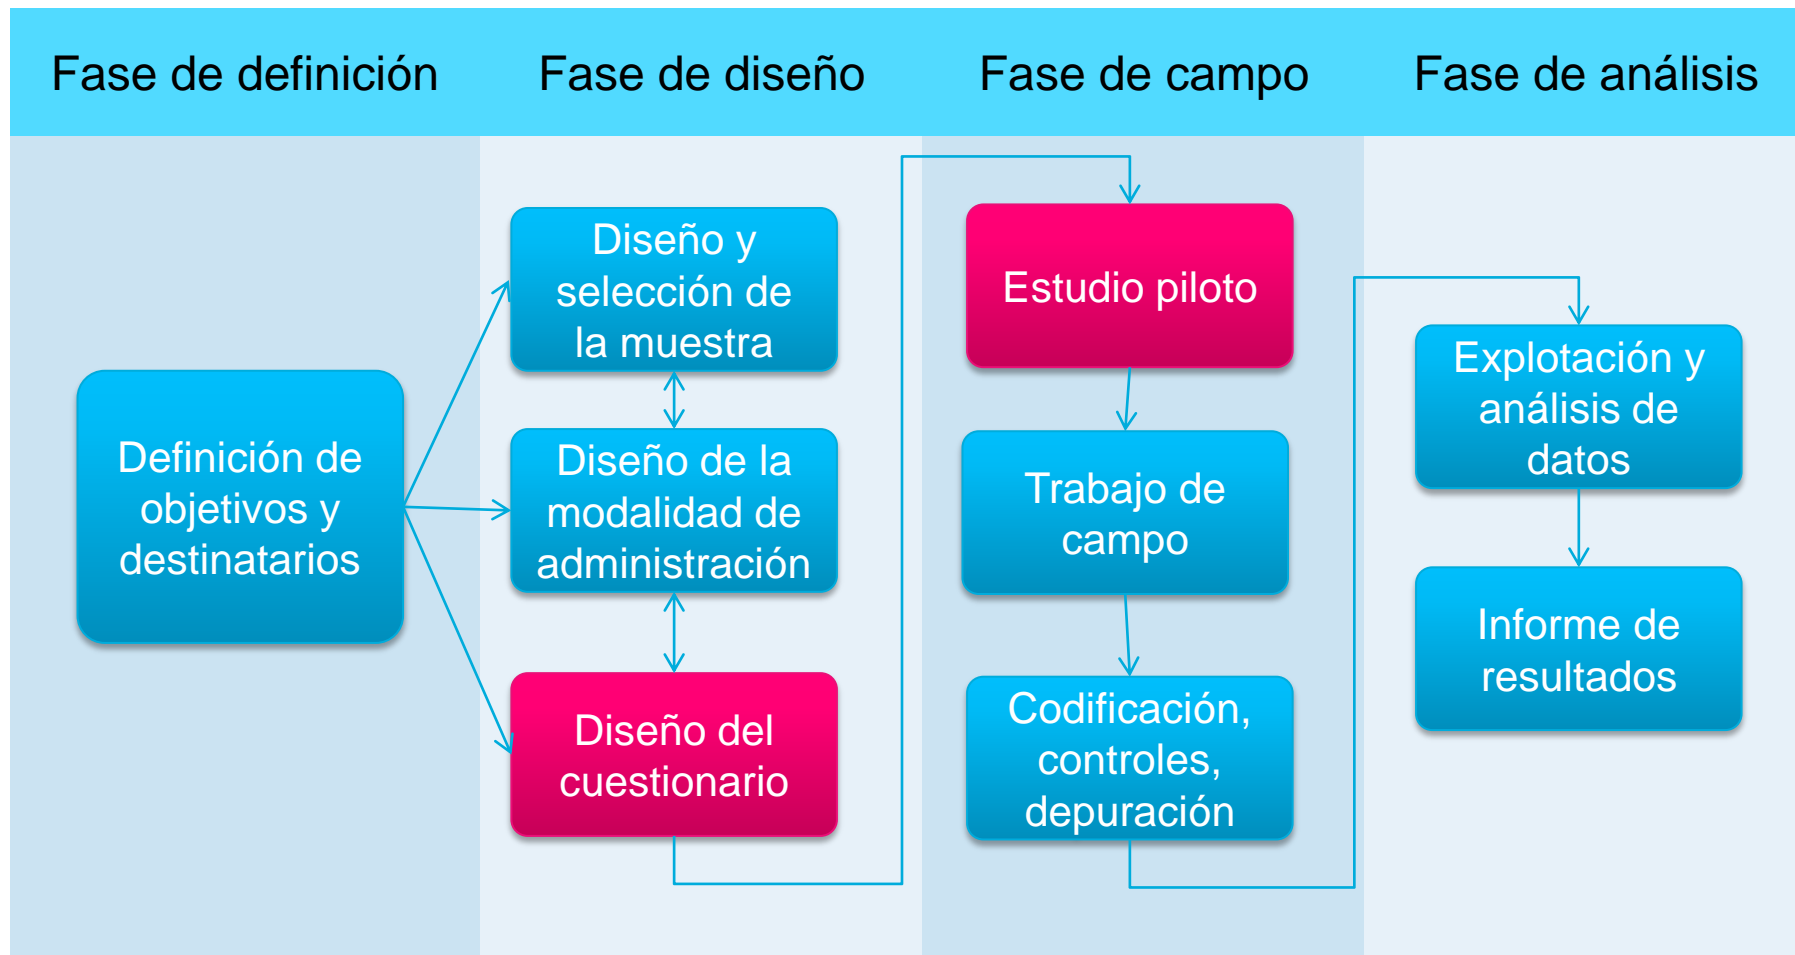 Fase de definición
Fase de diseño
Fase de campo
Fase de análisis
Definición de
objetivos y
destinatarios
Diseño y
selección de
la muestra
Diseño de la
modalidad de
administración
Diseño del
cuestionario
Estudio piloto
Trabajo de
campo
Codificación,
controles,
depuración
Explotación y
análisis de
datos
Informe de
resultados